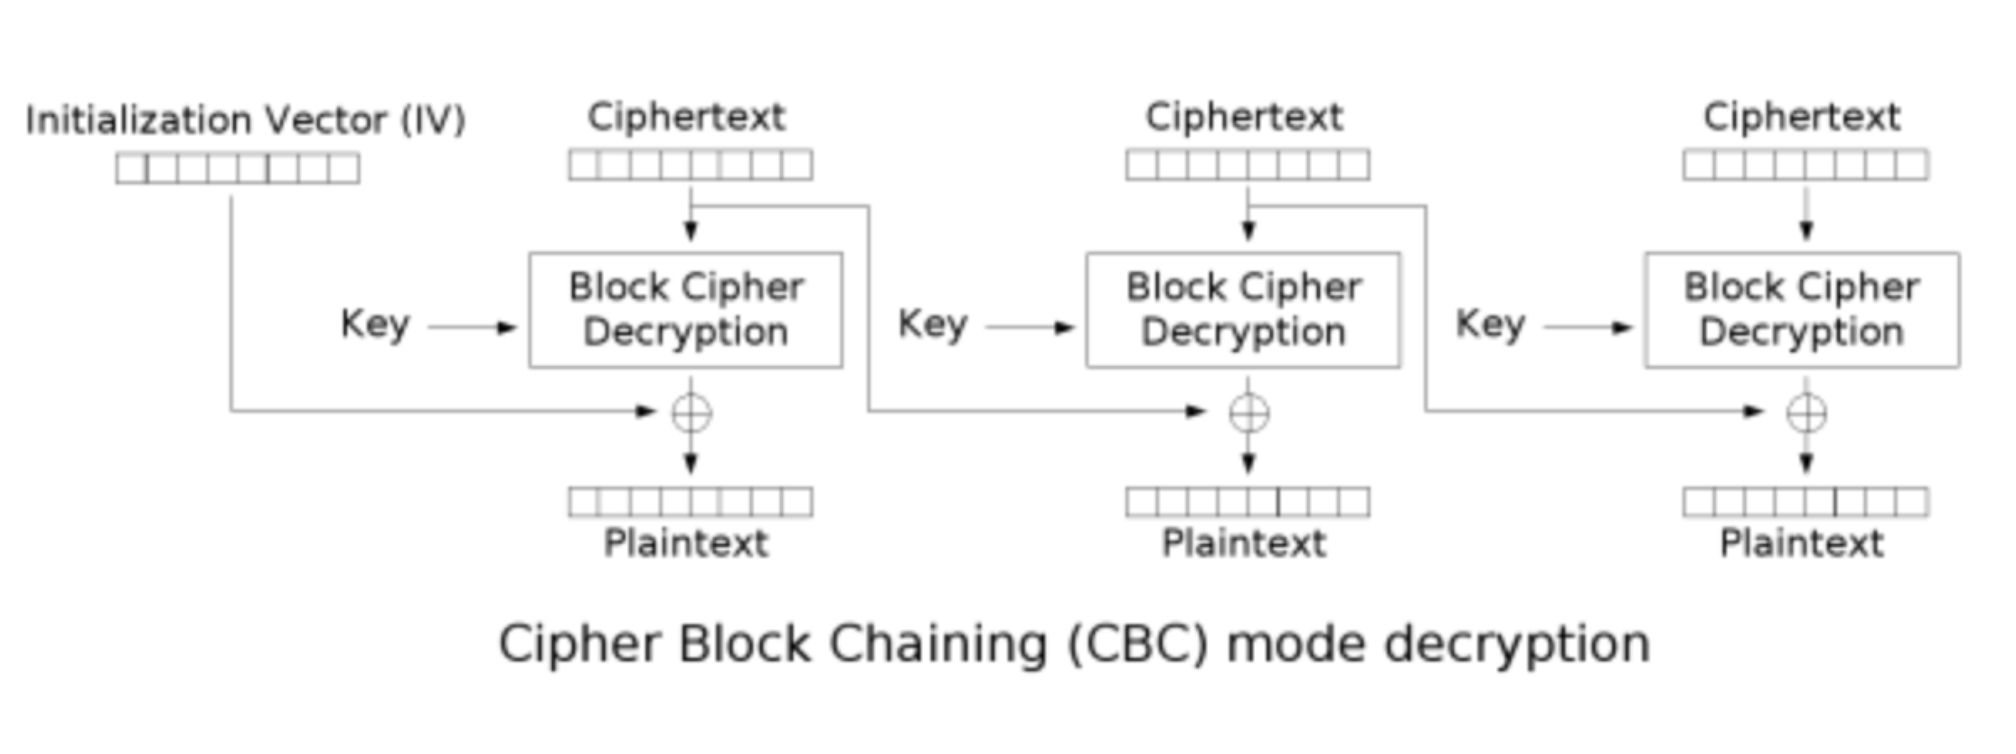 Initialization Vector (IV)
Ciphertext
Ciphertext
Ciphertext
Key
Block Cipher
Decryption
Key
Block Cipher
Decryption
Key
Block Cipher
Decryption
Plaintext
Plaintext
Plaintext
Cipher Block Chaining (CBC) mode decryption